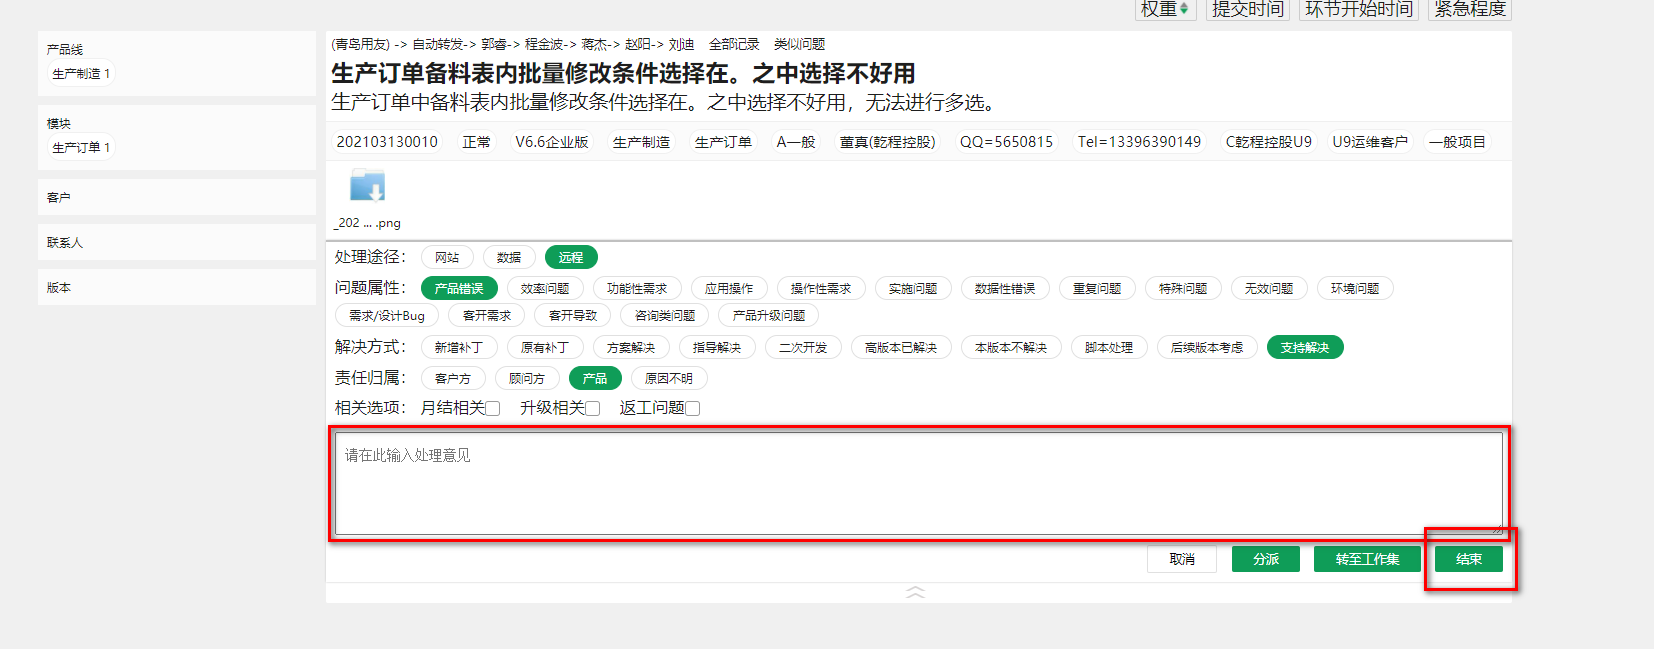 权重 提交时间 环节开始时间 紧急程度
产品线
生产制造 1
模块
生产订单 1
客户
联系人
版本
(青岛用友) -> 自动转发-> 郭睿-> 程金波-> 蒋杰-> 赵阳-> 刘迪 全部记录 类似问题
生产订单备料表内批量修改条件选择在。之中选择不好用
生产订单中备料表内批量修改条件选择在。之中选择不好用，无法进行多选。
202103130010 正常 V6.6企业版 生产制造 生产订单 A一般 董真(乾程控股) QQ=5650815 Tel=13396390149 C乾程控股U9 U9运维客户 一般项目
_202 ... .png
处理途径： 网站 数据 远程
问题属性： 产品错误 效率问题 功能性需求 应用操作 操作性需求 实施问题 数据性错误 重复问题 特殊问题 无效问题 环境问题
需求/设计Bug 客开需求 客开导致 咨询类问题 产品升级问题
解决方式： 新增补丁 原有补丁 方案解决 指导解决 二次开发 高版本已解决 本版本不解决 脚本处理 后续版本考虑 支持解决
责任归属： 客户方 顾问方 产品 原因不明
相关选项： 月结相关 升级相关 返工问题
请在此输入处理意见
取消 分派 转至工作集 结束